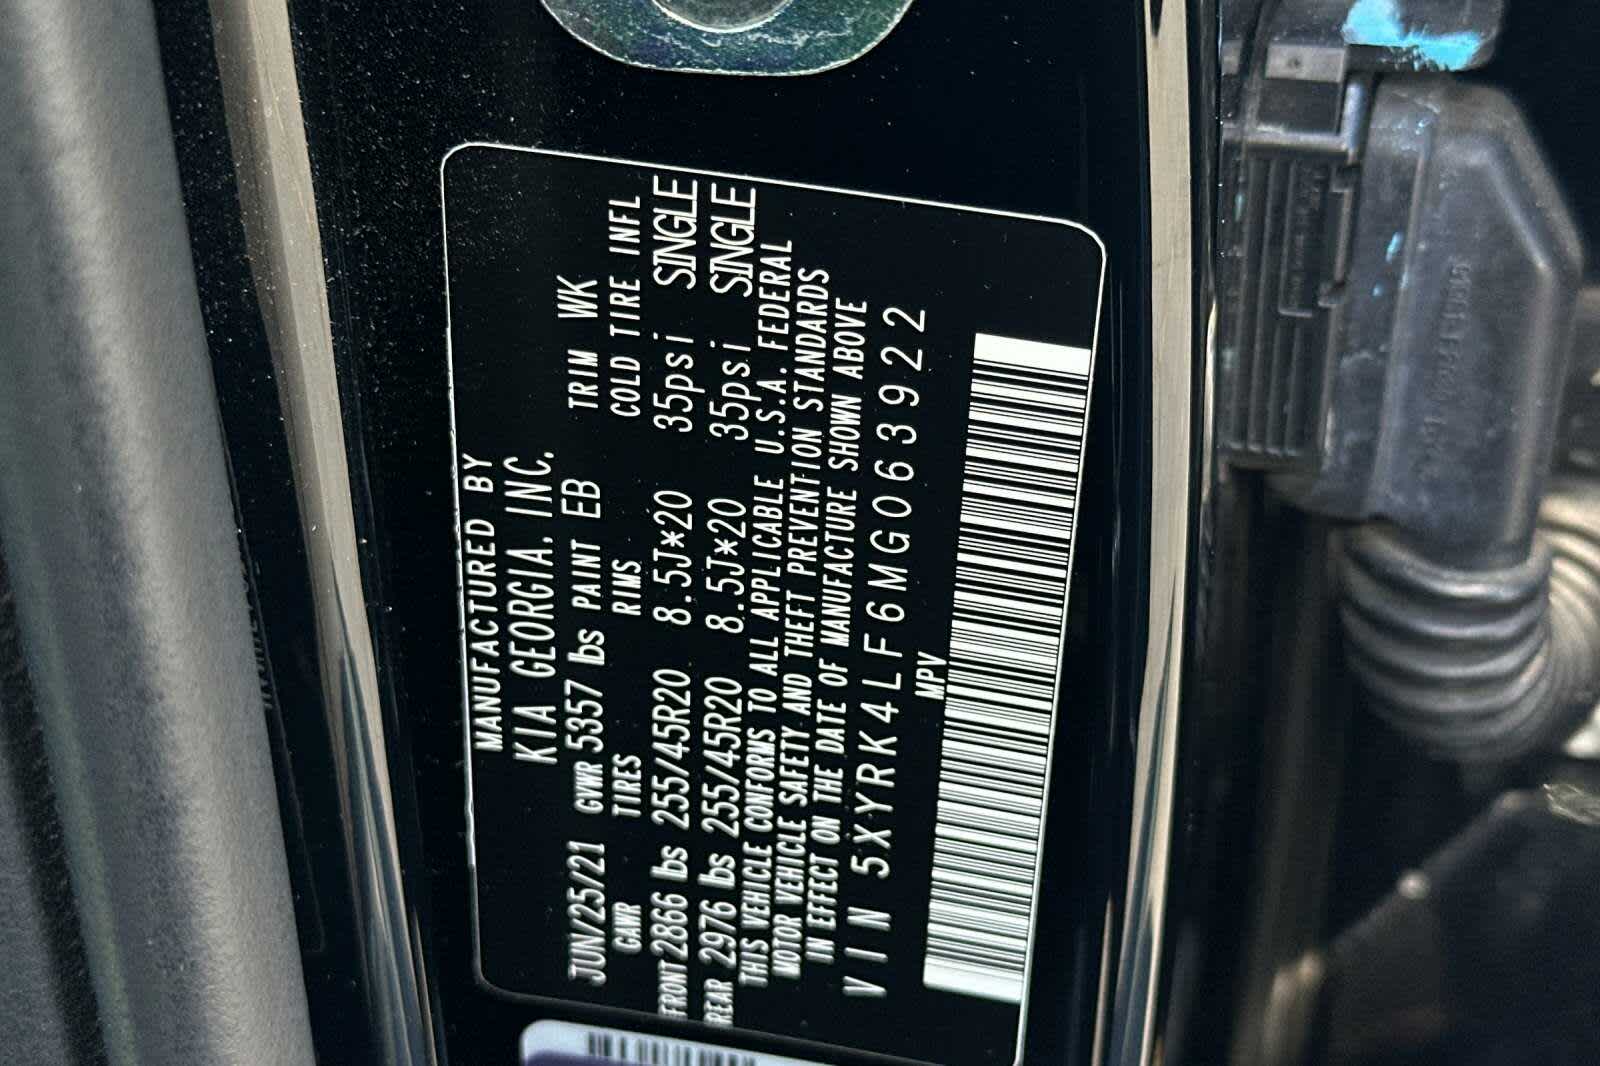 MANUFACTURED BY
KIA GEORGIA, INC.
JUN/25/21 GVWR 5357 lbs PAINT EB TRIM WK
GAWR TIRES RIMS COLD TIRE INFL
FRONT 2866 lbs 255/45R20 8.5J*20 35psi SINGLE
REAR 2976 lbs 255/45R20 8.5J*20 35psi SINGLE
THIS VEHICLE CONFORMS TO ALL APPLICABLE U.S.A. FEDERAL
MOTOR VEHICLE SAFETY AND THEFT PREVENTION STANDARDS
IN EFFECT ON THE DATE OF MANUFACTURE SHOWN ABOVE
VIN 5XYRK4LF6MG063922
MPV